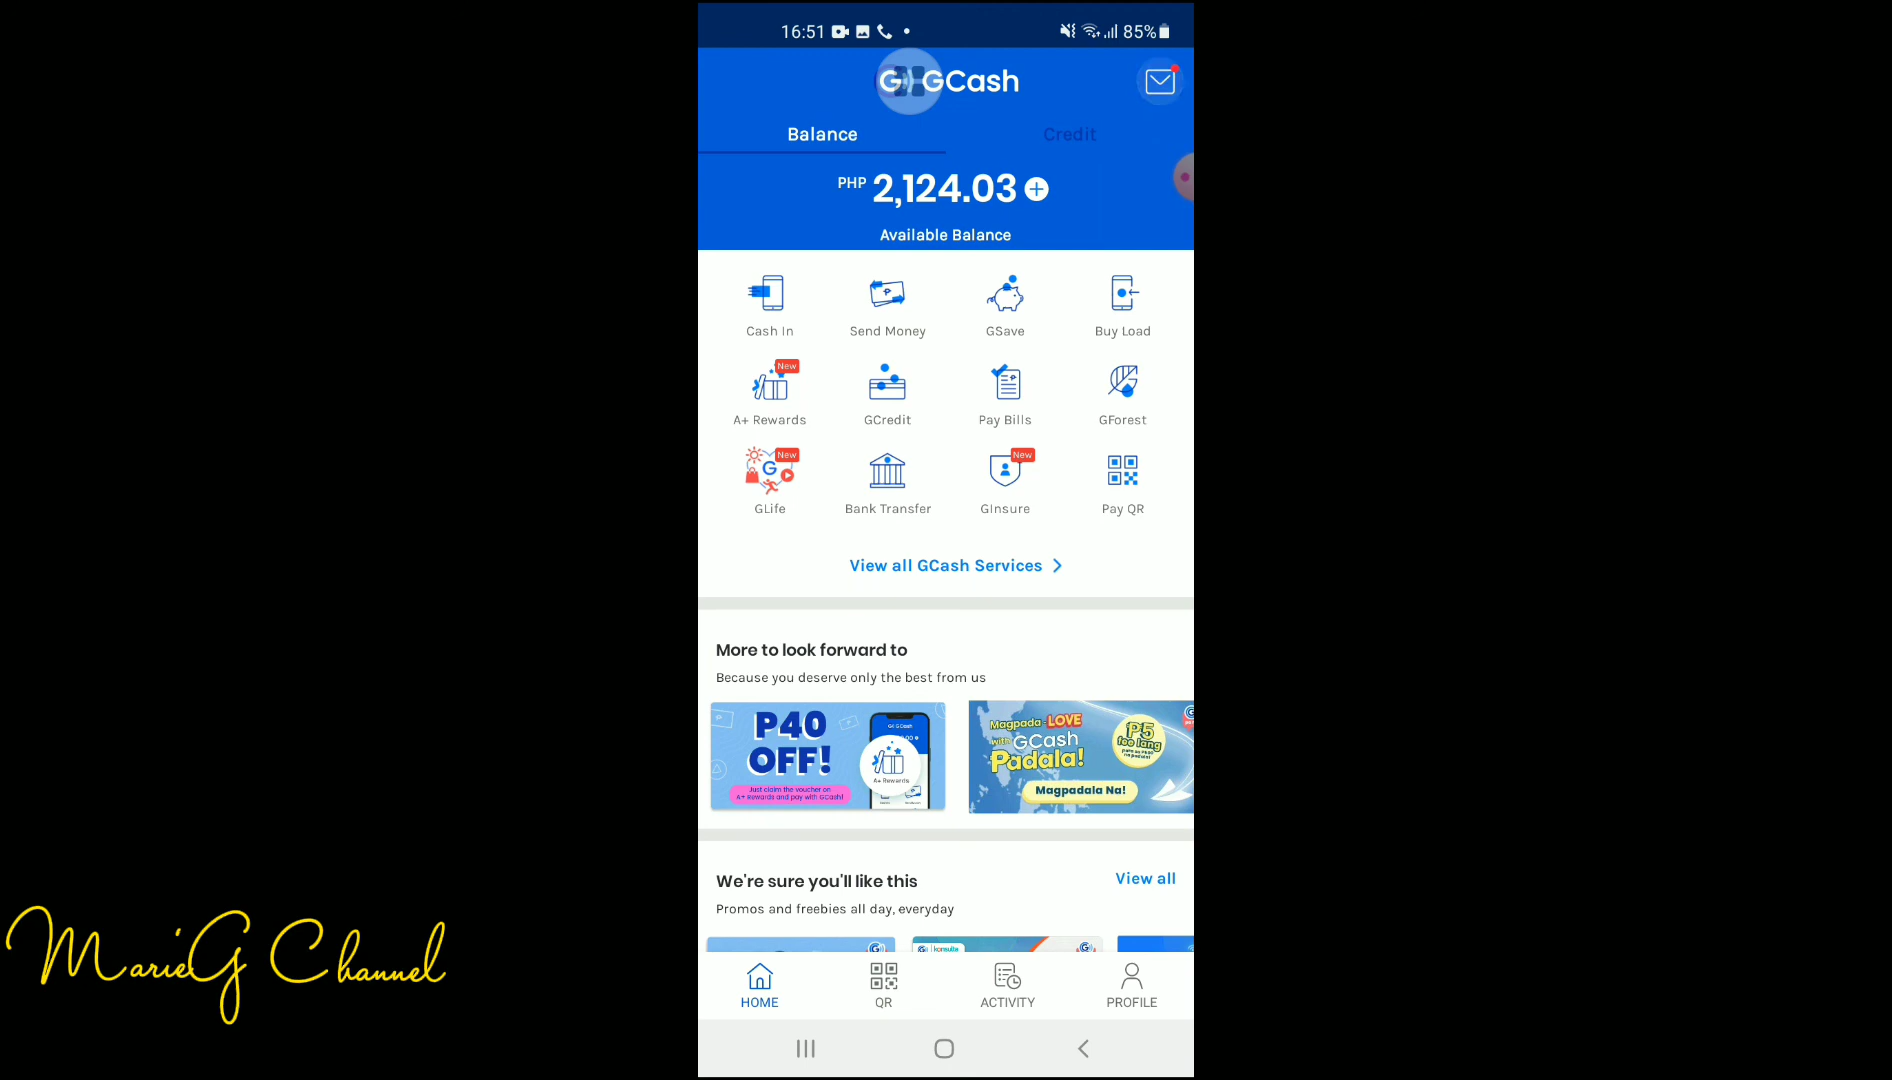 16:51
85%
GCash
Balance
Credit
PHP 2,124.03
Available Balance
Cash In
Send Money
GSave
Buy Load
New
A+ Rewards
GCredit
Pay Bills
GForest
New
New
GLife
Bank Transfer
GInsure
Pay QR
View all GCash Services
More to look forward to
Because you deserve only the best from us
P40
OFF!
Just claim the voucher on
A+ Rewards and pay with GCash!
GCash
A+ Rewards
Magpada-LOVE
with GCash
Padala!
P5
fee lang
Magpadala Na!
We're sure you'll like this
View all
Promos and freebies all day, everyday
konsulta
HOME
QR
ACTIVITY
PROFILE
MarieG Channel